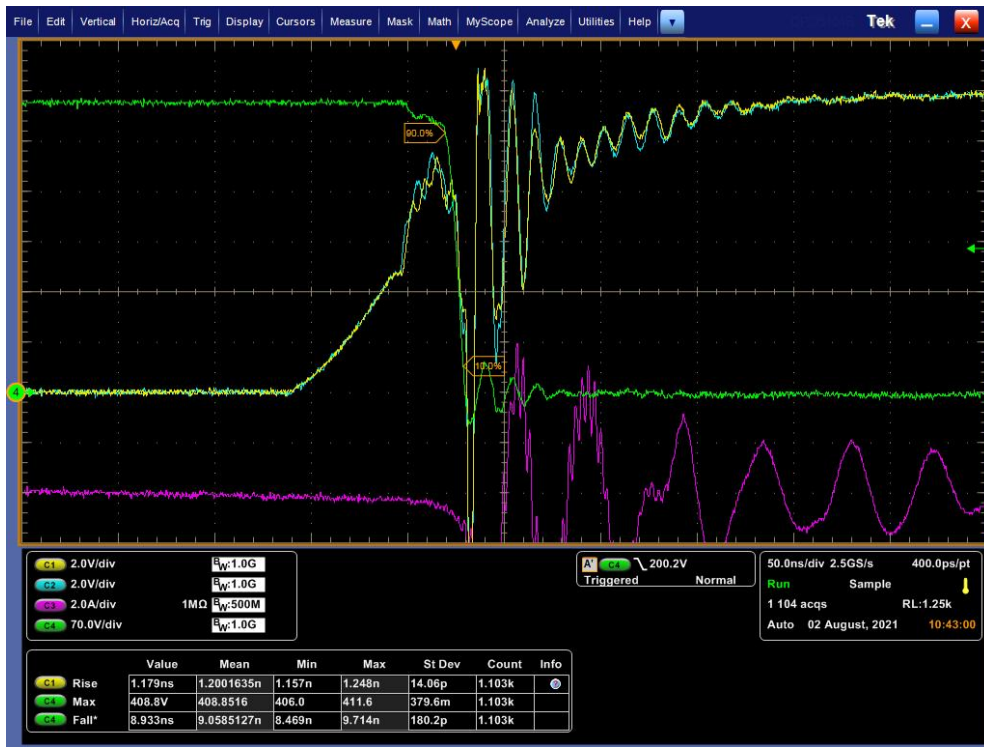 File Edit Vertical Horiz/Acq Trig Display Cursors Measure Mask Math MyScope Analyze Utilities Help Tek X
90.0%
10.0%
4
C1 2.0V/div BW:1.0G
C2 2.0V/div BW:1.0G
C3 2.0A/div 1MΩ BW:500M
C4 70.0V/div BW:1.0G
A' C4 200.2V
Triggered Normal
50.0ns/div 2.5GS/s 400.0ps/pt
Run Sample
1 104 acqs RL:1.25k
Auto 02 August, 2021 10:43:00
Value Mean Min Max St Dev Count Info
C1 Rise 1.179ns 1.2001635n 1.157n 1.248n 14.06p 1.103k
C4 Max 408.8V 408.8516 406.0 411.6 379.6m 1.103k
C4 Fall* 8.933ns 9.0585127n 8.469n 9.714n 180.2p 1.103k